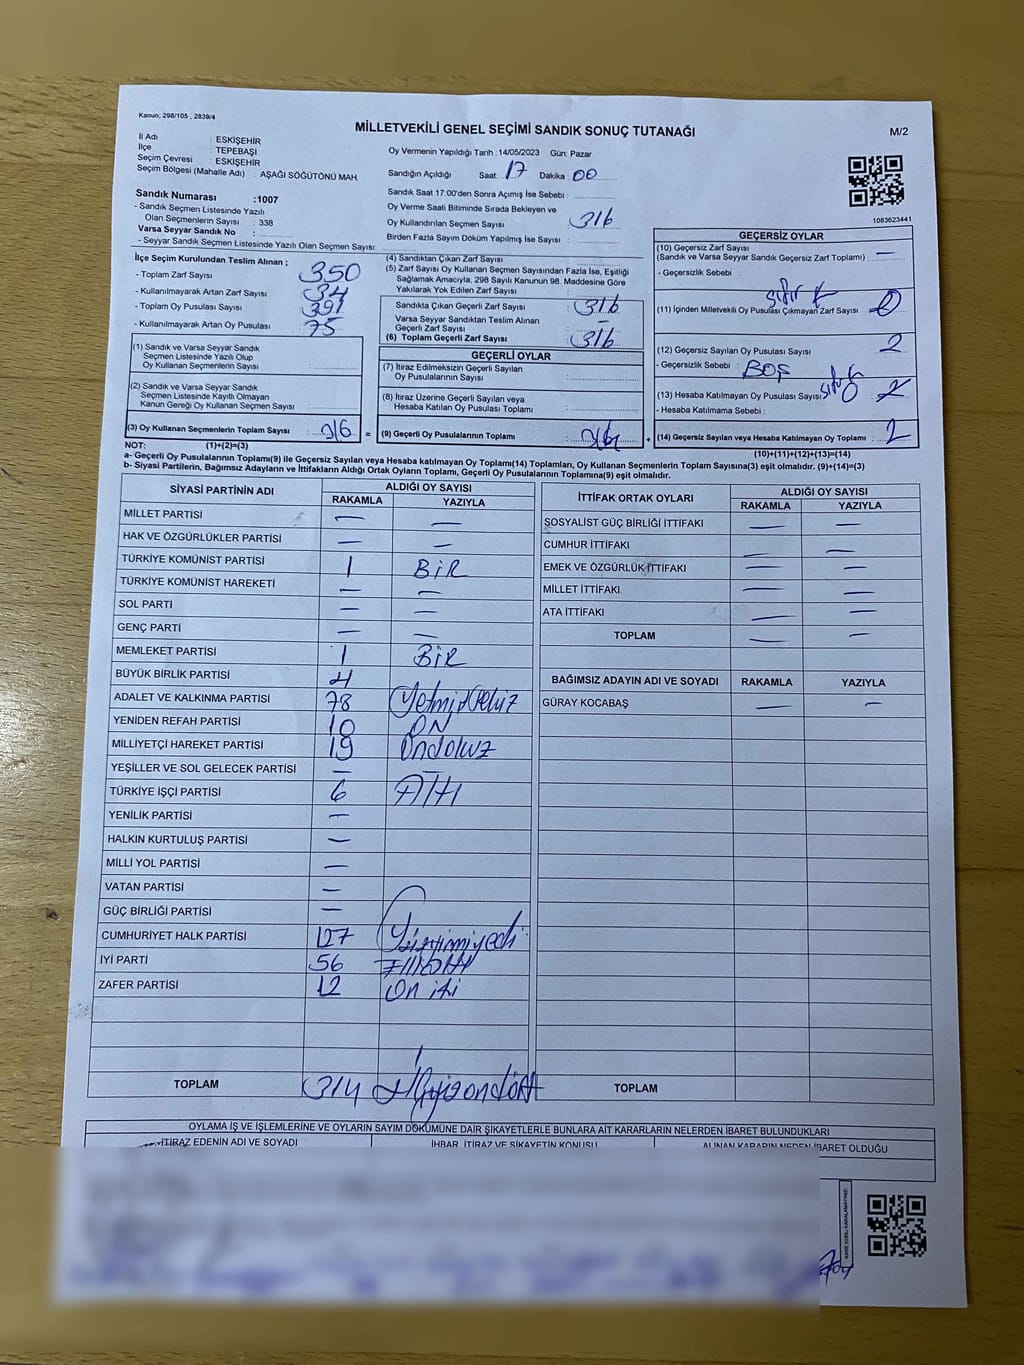 Kanun; 298/105 , 2839/4
MİLLETVEKİLİ GENEL SEÇİMİ SANDIK SONUÇ TUTANAĞI
M/2
İl Adı : ESKİŞEHİR
İlçe : TEPEBAŞI
Seçim Çevresi : ESKİŞEHİR
Seçim Bölgesi (Mahalle Adı) : AŞAĞI SÖĞÜTÖNÜ MAH.
Sandık Numarası :1007
- Sandık Seçmen Listesinde Yazılı
Olan Seçmenlerin Sayısı : 338
Varsa Seyyar Sandık No :
- Seyyar Sandık Seçmen Listesinde Yazılı Olan Seçmen Sayısı:
Oy Vermenin Yapıldığı Tarih : 14/05/2023 Gün: Pazar
Sandığın Açıldığı Saat: 17 Dakika : 00
Sandık Saat 17:00'den Sonra Açımış İse Sebebi :
Oy Verme Saati Bitiminde Sırada Bekleyen ve
Oy Kullandırılan Seçmen Sayısı : 316
Birden Fazla Sayım Döküm Yapılmış İse Sayısı :
1083623441
İlçe Seçim Kurulundan Teslim Alınan ;
- Toplam Zarf Sayısı : 350
- Kullanılmayarak Artan Zarf Sayısı : 34
- Toplam Oy Pusulası Sayısı : 391
- Kullanılmayarak Artan Oy Pusulası : 75
(1) Sandık ve Varsa Seyyar Sandık
Seçmen Listesinde Yazılı Olup
Oy Kullanan Seçmenlerin Sayısı :
(2) Sandık ve Varsa Seyyar Sandık
Seçmen Listesinde Kayıtlı Olmayan
Kanun Gereği Oy Kullanan Seçmen Sayısı :
(3) Oy Kullanan Seçmenlerin Toplam Sayısı : 316 =
(1)+(2)=(3)
(4) Sandıktan Çıkan Zarf Sayısı :
(5) Zarf Sayısı Oy Kullanan Seçmen Sayısından Fazla İse, Eşitliği
Sağlamak Amacıyla, 298 Sayılı Kanunun 98. Maddesine Göre
Yakılarak Yok Edilen Zarf Sayısı :
Sandıkta Çıkan Geçerli Zarf Sayısı : 316
Varsa Seyyar Sandıktan Teslim Alınan
Geçerli Zarf Sayısı : —
(6) Toplam Geçerli Zarf Sayısı : 316
GEÇERLİ OYLAR
(7) İtiraz Edilmeksizin Geçerli Sayılan
Oy Pusulalarının Sayısı :
(8) İtiraz Üzerine Geçerli Sayılan veya
Hesaba Katılan Oy Pusulası Toplamı :
(9) Geçerli Oy Pusulalarının Toplamı : +
GEÇERSİZ OYLAR
(10) Geçersiz Zarf Sayısı
(Sandık ve Varsa Seyyar Sandık Geçersiz Zarf Toplamı) : —
- Geçersizlik Sebebi :
sıfır
(11) İçinden Milletvekili Oy Pusulası Çıkmayan Zarf Sayısı : 0
(12) Geçersiz Sayılan Oy Pusulası Sayısı : 2
- Geçersizlik Sebebi : BOŞ
(13) Hesaba Katılmayan Oy Pusulası Sayısı :
- Hesaba Katılmama Sebebi :
(14) Geçersiz Sayılan veya Hesaba Katılmayan Oy Toplamı : 2
(10)+(11)+(12)+(13)=(14)
NOT:
a- Geçerli Oy Pusulalarının Toplamı(9) ile Geçersiz Sayılan veya Hesaba katılmayan Oy Toplamı(14) Toplamları, Oy Kullanan Seçmenlerin Toplam Sayısına(3) eşit olmalıdır. (9)+(14)=(3)
b- Siyasi Partilerin, Bağımsız Adayların ve İttifakların Aldığı Ortak Oyların Toplamı, Geçerli Oy Pusulalarının Toplamına(9) eşit olmalıdır.
SİYASİ PARTİNİN ADI ALDIĞI OY SAYISI
RAKAMLA YAZIYLA
MİLLET PARTİSİ — —
HAK VE ÖZGÜRLÜKLER PARTİSİ — —
TÜRKİYE KOMÜNİST PARTİSİ 1 BİR
TÜRKİYE KOMÜNİST HAREKETİ — —
SOL PARTİ — —
GENÇ PARTİ — —
MEMLEKET PARTİSİ 1 BİR
BÜYÜK BİRLİK PARTİSİ 4
ADALET VE KALKINMA PARTİSİ 78 Yetmişsekiz
YENİDEN REFAH PARTİSİ 10 ON
MİLLİYETÇİ HAREKET PARTİSİ 19 Ondokuz
YEŞİLLER VE SOL GELECEK PARTİSİ — —
TÜRKİYE İŞÇİ PARTİSİ 6 ALTI
YENİLİK PARTİSİ —
HALKIN KURTULUŞ PARTİSİ —
MİLLİ YOL PARTİSİ —
VATAN PARTİSİ —
GÜÇ BİRLİĞİ PARTİSİ —
CUMHURİYET HALK PARTİSİ 127 Yüzyirmiyedi
İYİ PARTİ 56
ZAFER PARTİSİ 12 On iki
TOPLAM 314 Üçyüzondört
İTTİFAK ORTAK OYLARI ALDIĞI OY SAYISI
RAKAMLA YAZIYLA
SOSYALİST GÜÇ BİRLİĞİ İTTİFAKI — —
CUMHUR İTTİFAKI — —
EMEK VE ÖZGÜRLÜK İTTİFAKI — —
MİLLET İTTİFAKI — —
ATA İTTİFAKI — —
TOPLAM — —
BAĞIMSIZ ADAYIN ADI VE SOYADI RAKAMLA YAZIYLA
GÜRAY KOCABAŞ — —
TOPLAM
OYLAMA İŞ VE İŞLEMLERİNE VE OYLARIN SAYIM DÖKÜMÜNE DAİR ŞİKAYETLERLE BUNLARA AİT KARARLARIN NELERDEN İBARET BULUNDUKLARI
İTİRAZ EDENİN ADI VE SOYADI İHBAR, İTİRAZ VE ŞİKAYETİN KONUSU ALINAN KARARIN NEDEN İBARET OLDUĞU